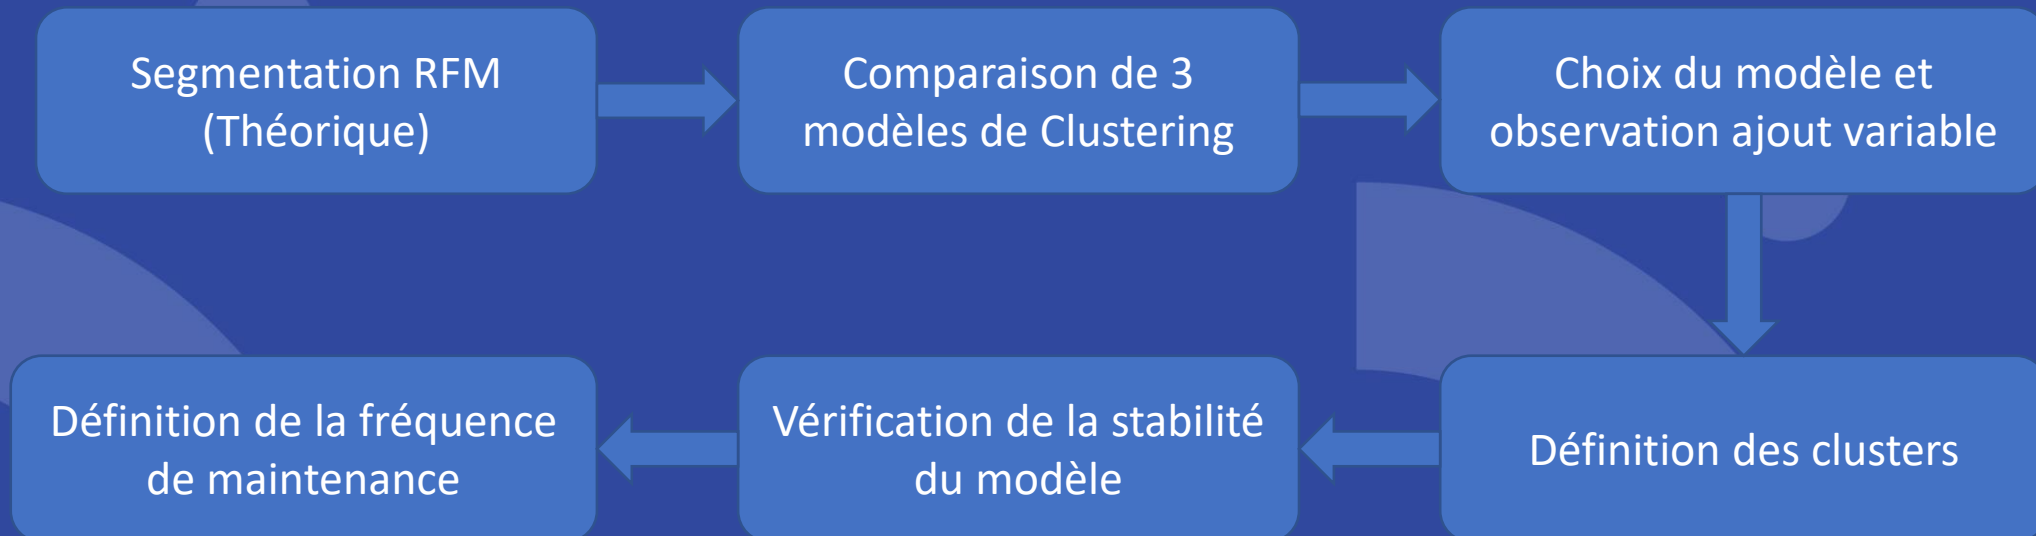 Segmentation RFM
(Théorique)
Comparaison de 3
modèles de Clustering
Choix du modèle et
observation ajout variable
Définition des clusters
Vérification de la stabilité
du modèle
Définition de la fréquence
de maintenance